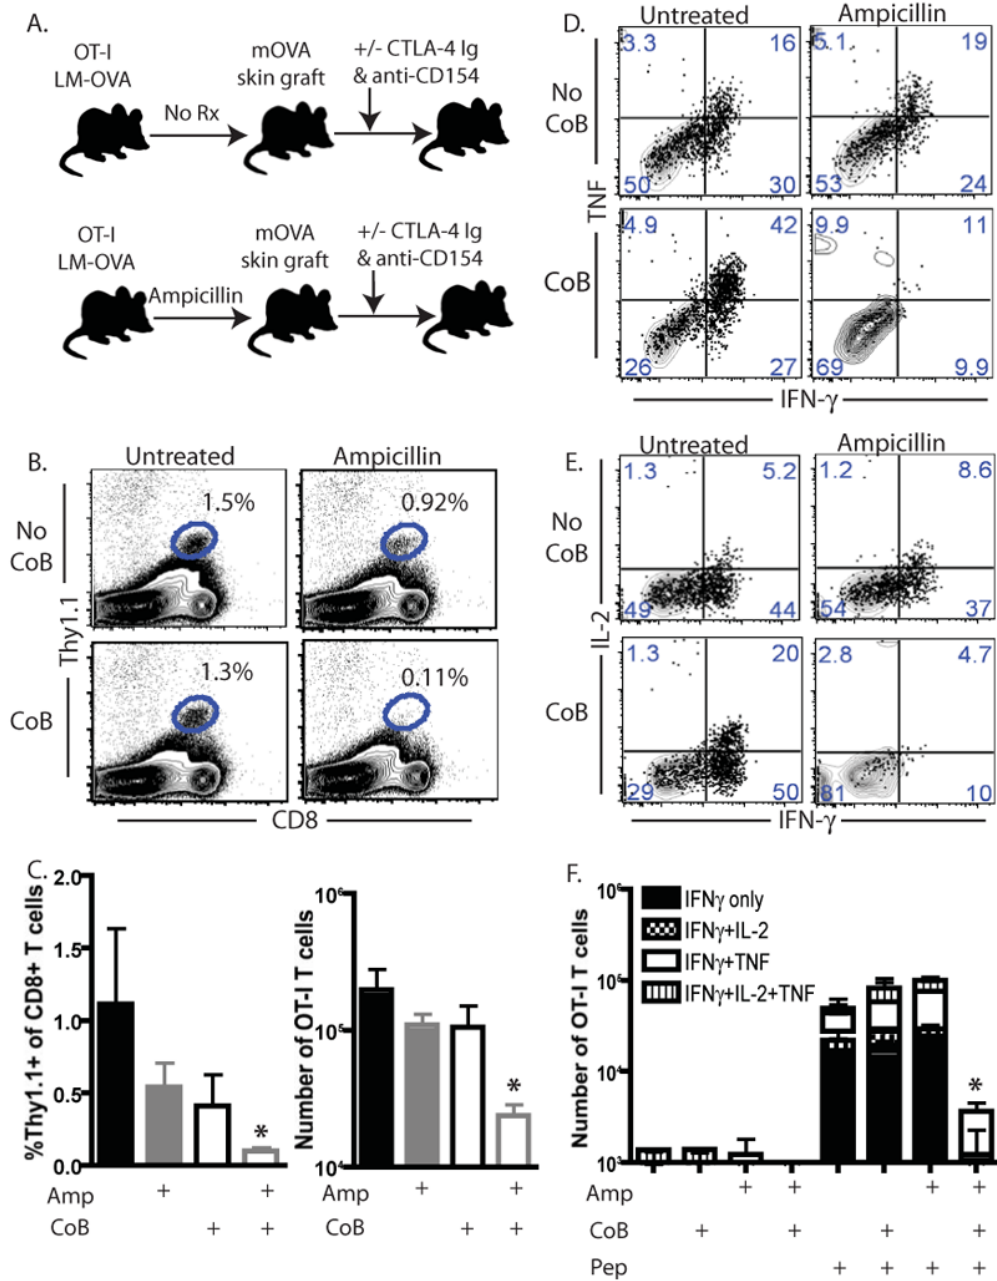 A.
OT-I
LM-OVA
No Rx
mOVA
skin graft
+/- CTLA-4 Ig
& anti-CD154
OT-I
LM-OVA
Ampicillin
mOVA
skin graft
+/- CTLA-4 Ig
& anti-CD154
B.
Untreated
Ampicillin
No
CoB
1.5%
0.92%
CoB
1.3%
0.11%
Thy1.1
CD8
C.
%Thy1.1+ of CD8+ T cells
2.0
1.5
1.0
0.5
0.0
Amp
+
+
CoB
+
+
Number of OT-I T cells
10⁶
10⁵
10⁴
*
*
+
+
+
+
D.
Untreated
Ampicillin
No
CoB
3.3
16
50
30
5.1
19
53
24
CoB
4.9
42
26
27
9.9
11
69
9.9
TNF
IFN-γ
E.
Untreated
Ampicillin
No
CoB
1.3
5.2
49
44
1.2
8.6
54
37
CoB
1.3
20
29
50
2.8
4.7
81
10
IL-2
IFN-γ
F.
Number of OT-I T cells
10⁶
10⁵
10⁴
10³
IFNγ only
IFNγ+IL-2
IFNγ+TNF
IFNγ+IL-2+TNF
*
Amp
+ + + +
CoB
+ + + +
Pep
+ + + +